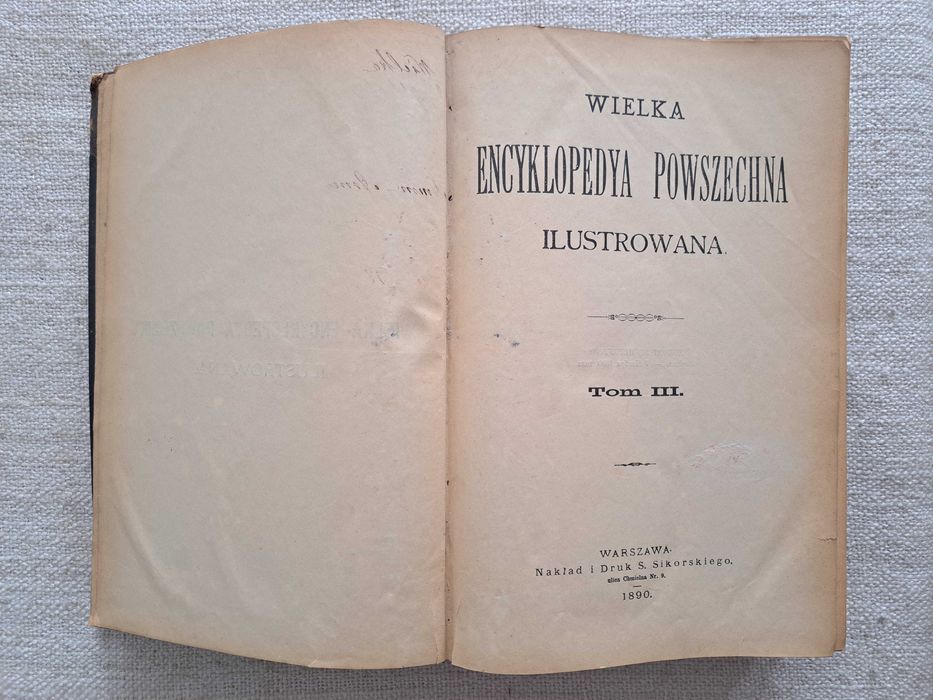 WIELKA
ENCYKLOPEDYA POWSZECHNA
ILUSTROWANA.
Tom III.
WARSZAWA.
Nakład i Druk S. Sikorskiego,
ulica Chmielna Nr. 9.
1890.